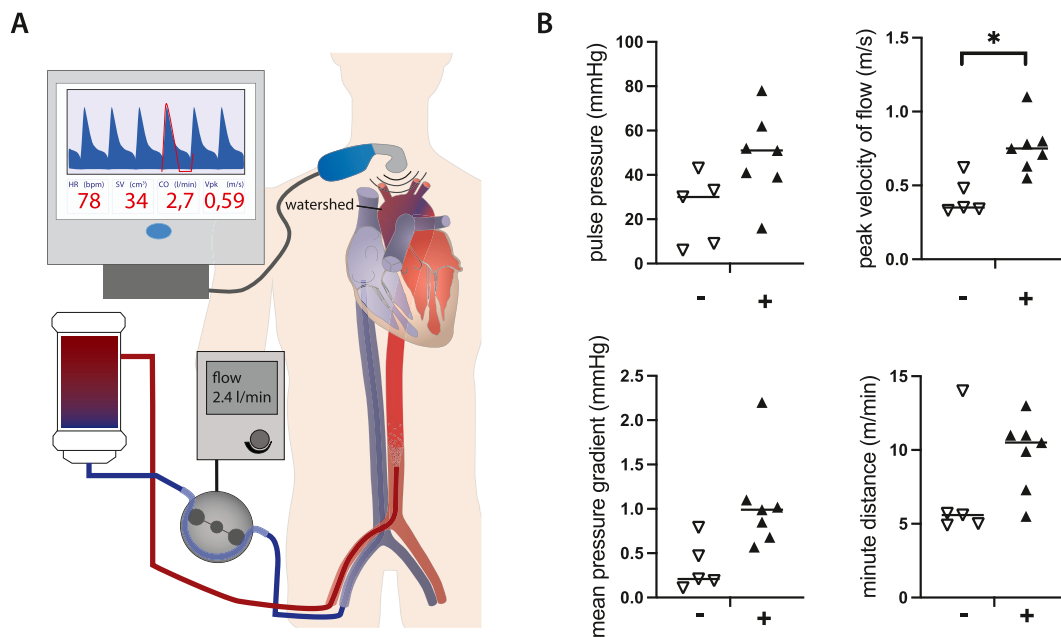 A
HR (bpm) SV (cm³) CO (l/min) Vpk (m/s)
78 34 2,7 0,59
watershed
flow
2.4 l/min
B
pulse pressure (mmHg)
100
80
60
40
20
0
- +
peak velocity of flow (m/s)
1.5
1.0
0.5
0.0
*
- +
mean pressure gradient (mmHg)
2.5
2.0
1.5
1.0
0.5
0.0
- +
minute distance (m/min)
15
10
5
0
- +